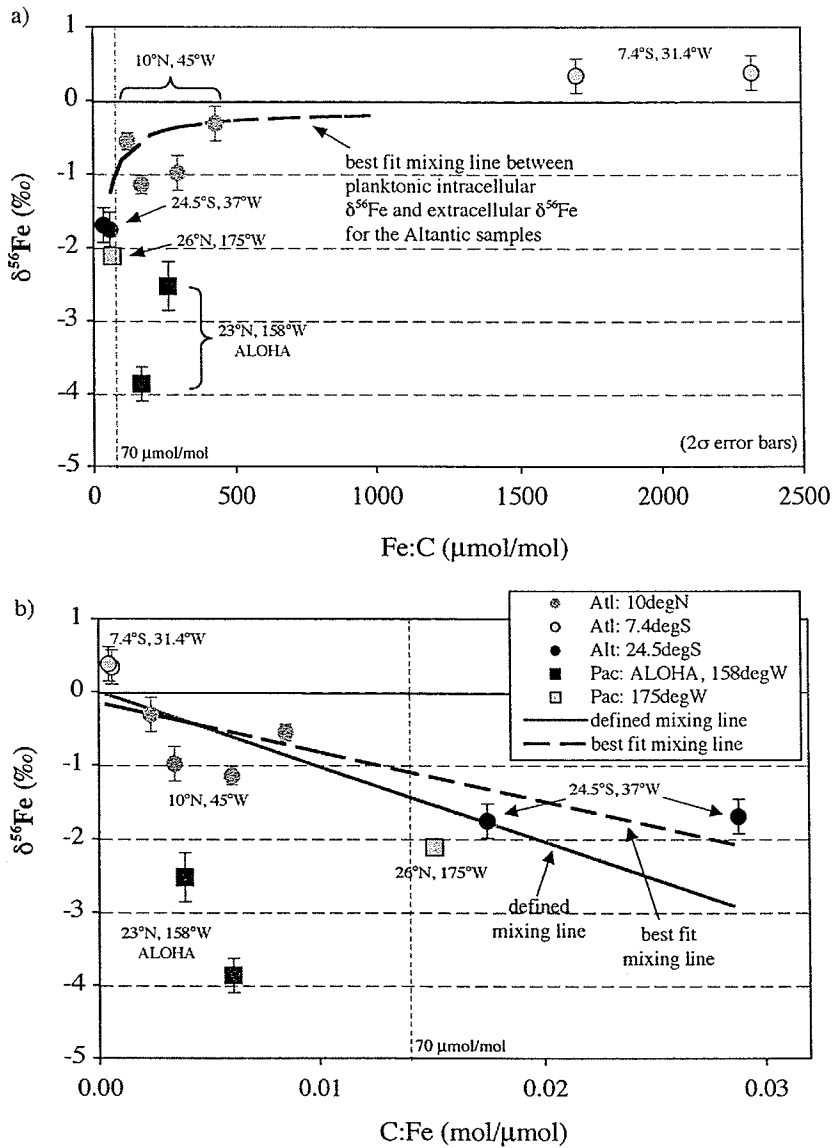 a)
1
0
-1
-2
-3
-4
-5
δ⁵⁶Fe (‰)
10°N, 45°W
7.4°S, 31.4°W
best fit mixing line between
planktonic intracellular
δ⁵⁶Fe and extracellular δ⁵⁶Fe
for the Altantic samples
24.5°S, 37°W
26°N, 175°W
23°N, 158°W
ALOHA
70 μmol/mol
(2σ error bars)
0
500
1000
1500
2000
2500
Fe:C (μmol/mol)
b)
1
0
-1
-2
-3
-4
-5
δ⁵⁶Fe (‰)
7.4°S, 31.4°W
Atl: 10degN
Atl: 7.4degS
Alt: 24.5degS
Pac: ALOHA, 158degW
Pac: 175degW
defined mixing line
best fit mixing line
10°N, 45°W
24.5°S, 37°W
26°N, 175°W
23°N, 158°W
ALOHA
defined
mixing line
best fit
mixing line
70 μmol/mol
0.00
0.01
0.02
0.03
C:Fe (mol/μmol)